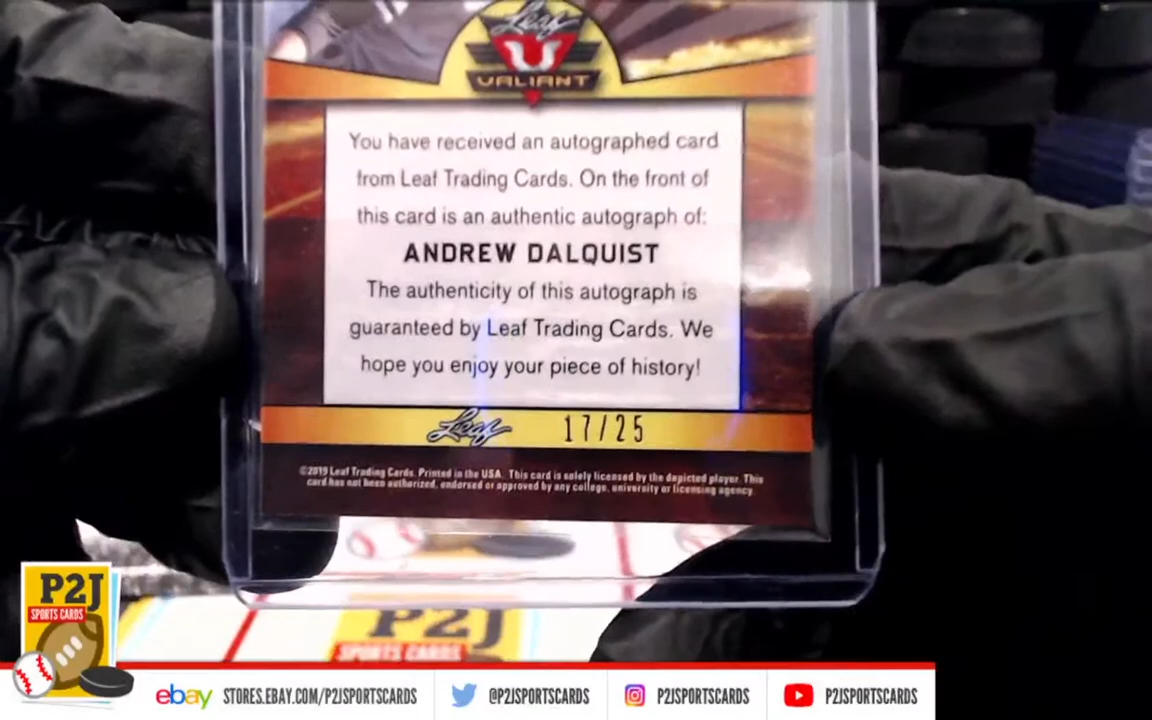 Leaf
VALIANT
You have received an autographed card
from Leaf Trading Cards. On the front of
this card is an authentic autograph of:
ANDREW DALQUIST
The authenticity of this autograph is
guaranteed by Leaf Trading Cards. We
hope you enjoy your piece of history!
Leaf 17/25
©2019 Leaf Trading Cards. Printed in the USA. This card is solely licensed by the depicted player. This
card has not been authorized, endorsed or approved by any college, university or licensing agency.
P2J
SPORTS CARDS
P2J
SPORTS CARDS
ebay STORES.EBAY.COM/P2JSPORTSCARDS @P2JSPORTSCARDS P2JSPORTSCARDS P2JSPORTSCARDS